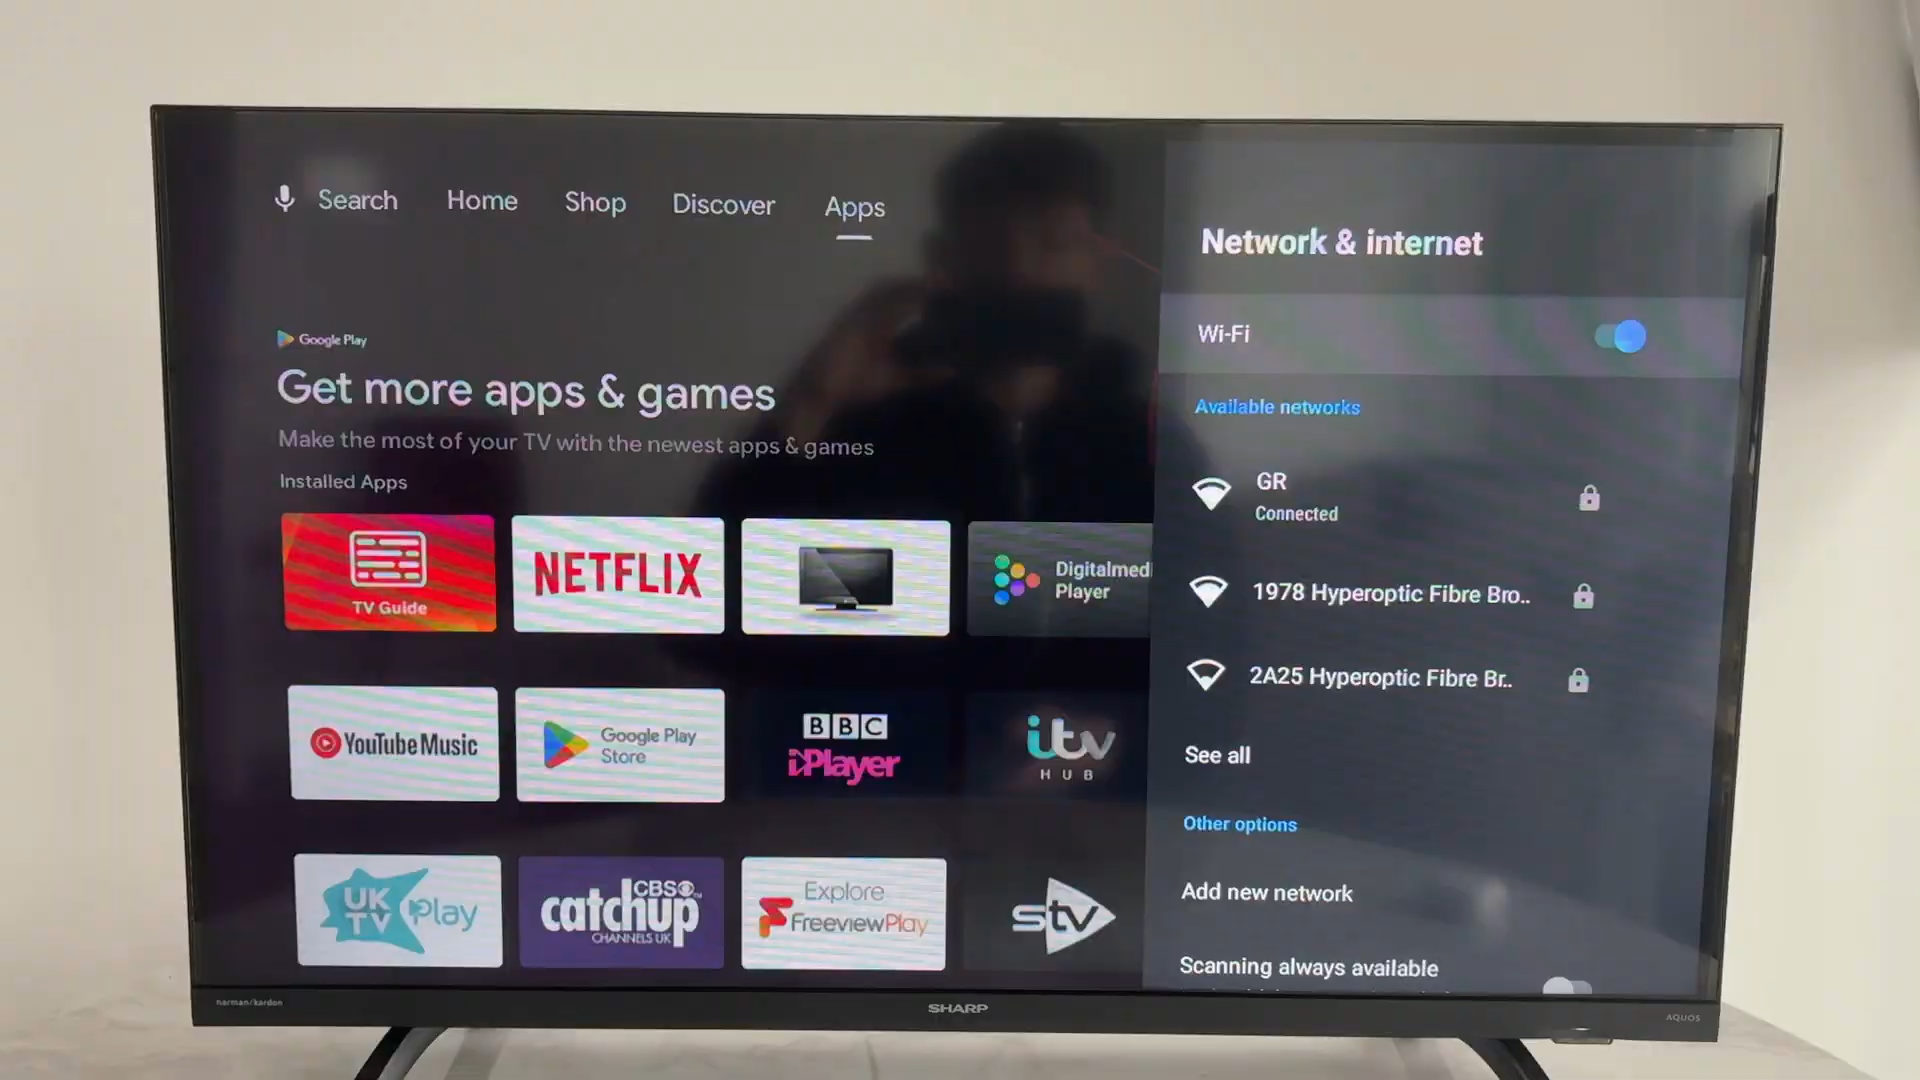 Search Home Shop Discover Apps
Google Play
Get more apps & games
Make the most of your TV with the newest apps & games
Installed Apps
TV Guide
NETFLIX
Digitalmed
Player
YouTube Music
Google Play
Store
BBC
iPlayer
itv
HUB
UK
TV Play
CBS
catchup
CHANNELS UK
Explore
FreeviewPlay
stv
Network & internet
Wi-Fi
Available networks
GR
Connected
1978 Hyperoptic Fibre Bro..
2A25 Hyperoptic Fibre Br..
See all
Other options
Add new network
Scanning always available
harman/kardon
SHARP
AQUOS